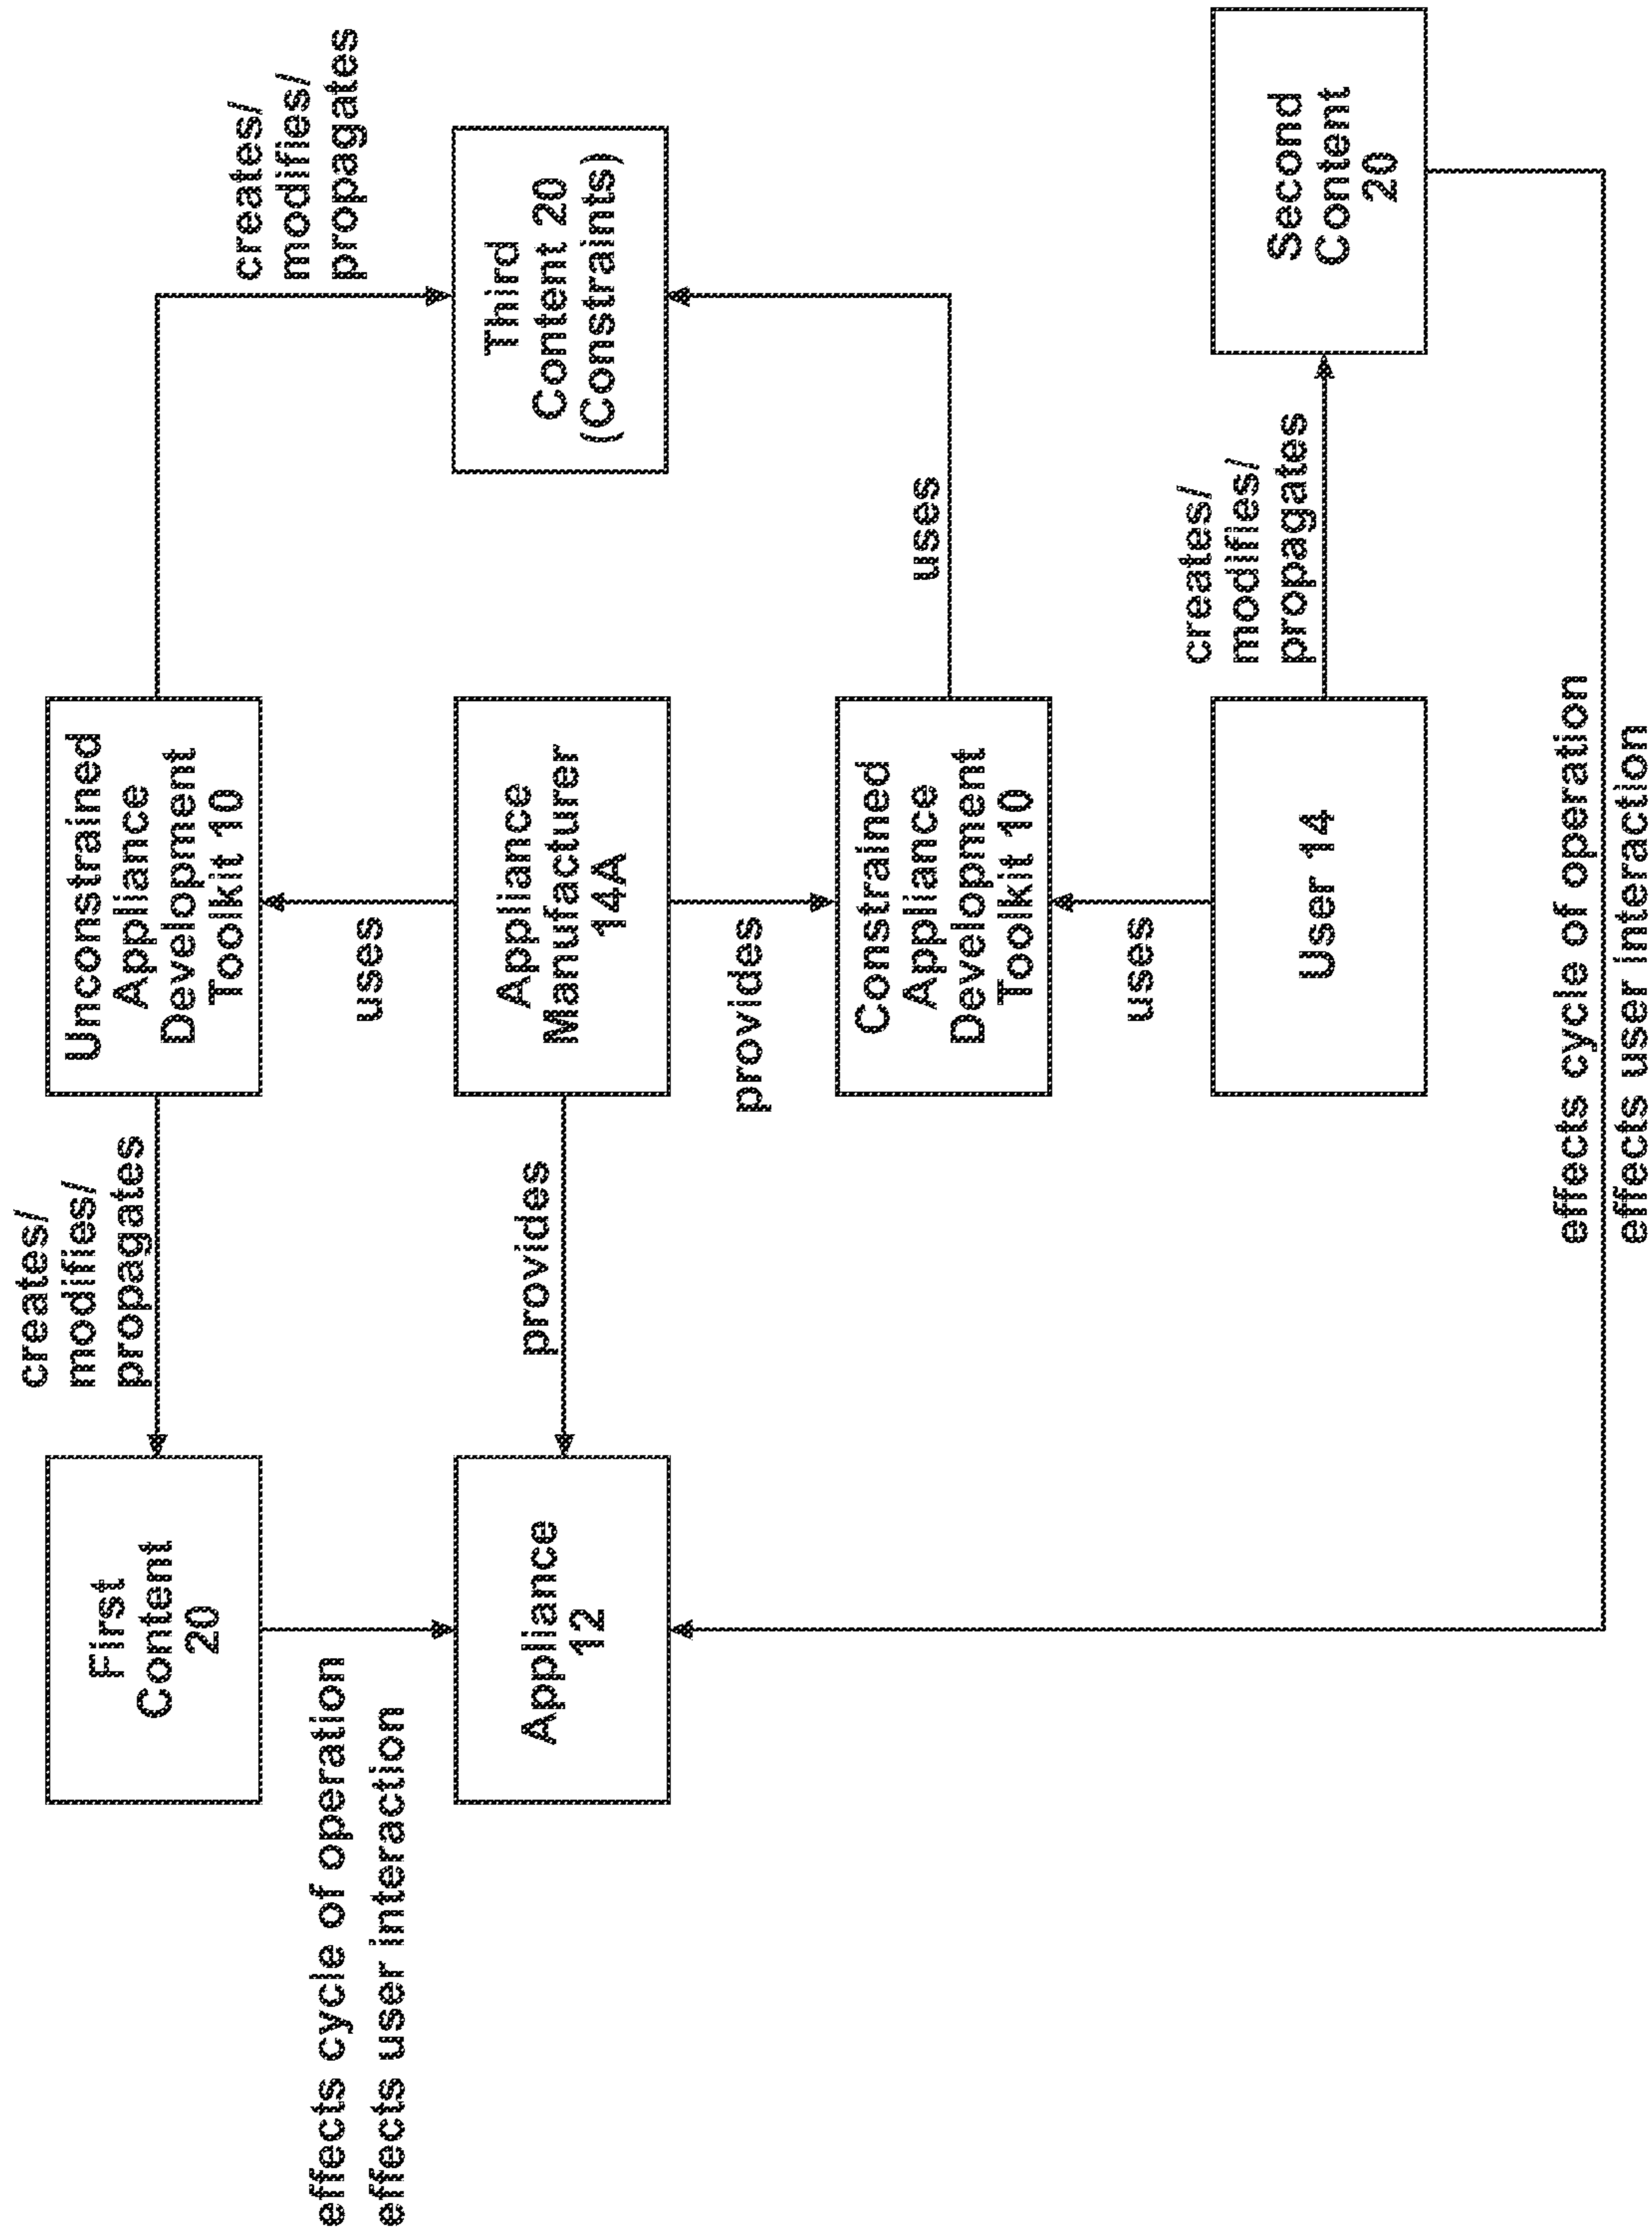 creates/
modifies/
propagates
Third
Content 20
(Constraints)
uses
creates/
modifies/
propagates
Second
Content
20
Unconstrained
Appliance
Development
Toolkit 10
uses
Appliance
Manufacturer
14A
provides
Constrained
Appliance
Development
Toolkit 10
uses
User 14
effects cycle of operation
effects user interaction
creates/
modifies/
propagates
provides
First
Content
20
Appliance
12
effects cycle of operation
effects user interaction